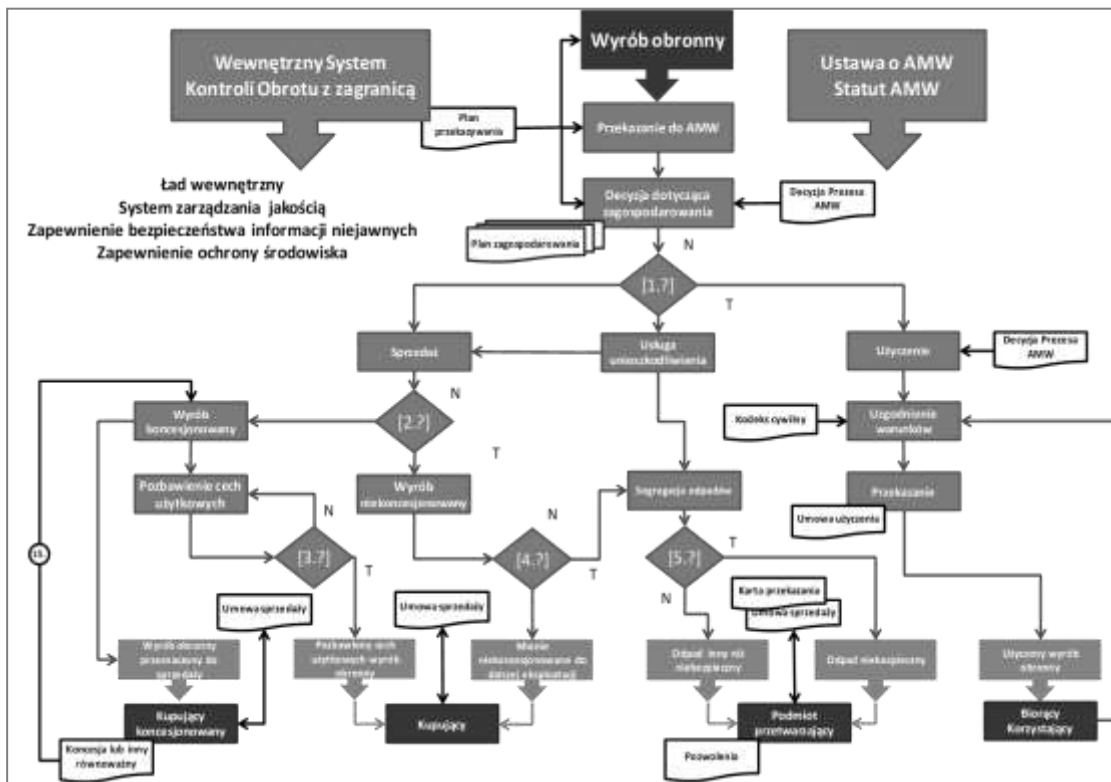 Wyrób obronny
Wewnętrzny System
Kontroli Obrotu z zagranicą
Ustawa o AMW
Statut AMW
Plan
przekazywania
Przekazanie do AMW
Ład wewnętrzny
System zarządzania jakością
Zapewnienie bezpieczeństwa informacji niejawnych
Zapewnienie ochrony środowiska
Decyzja dotycząca
zagospodarowania
Decyzja Prezesa
AMW
Plan zagospodarowania
N
[1.?]
T
Sprzedaż
Usługa
unieszkodliwienia
Użyczenie
Decyzja Prezesa
AMW
N
Wyrób
koncesjonowany
[2.?]
Kodeks cywilny
Uzgodnienie
warunków
T
Pozbawienie cech
użytkowych
Wyrób
niekoncesjonowany
Segregacja odpadów
Przekazanie
N
N
Umowa użyczenia
15.
[3.?]
[4.?]
[5.?]
T
T
T
N
Karta przekazania
Umowa sprzedaży
Umowa sprzedaży
Umowa sprzedaży
Wyrób obronny
przeznaczony do
sprzedaży
Pozbawiony cech
użytkowych wyrób
obronny
Mienie
niekoncesjonowane do
dalszej eksploatacji
Odpad inny niż
niebezpieczny
Odpad niebezpieczny
Użyczony wyrób
obronny
Kupujący
koncesjonowany
Kupujący
Podmiot
przetwarzający
Biorący
Korzystający
Koncesja lub inny
równoważny
Pozwolenia